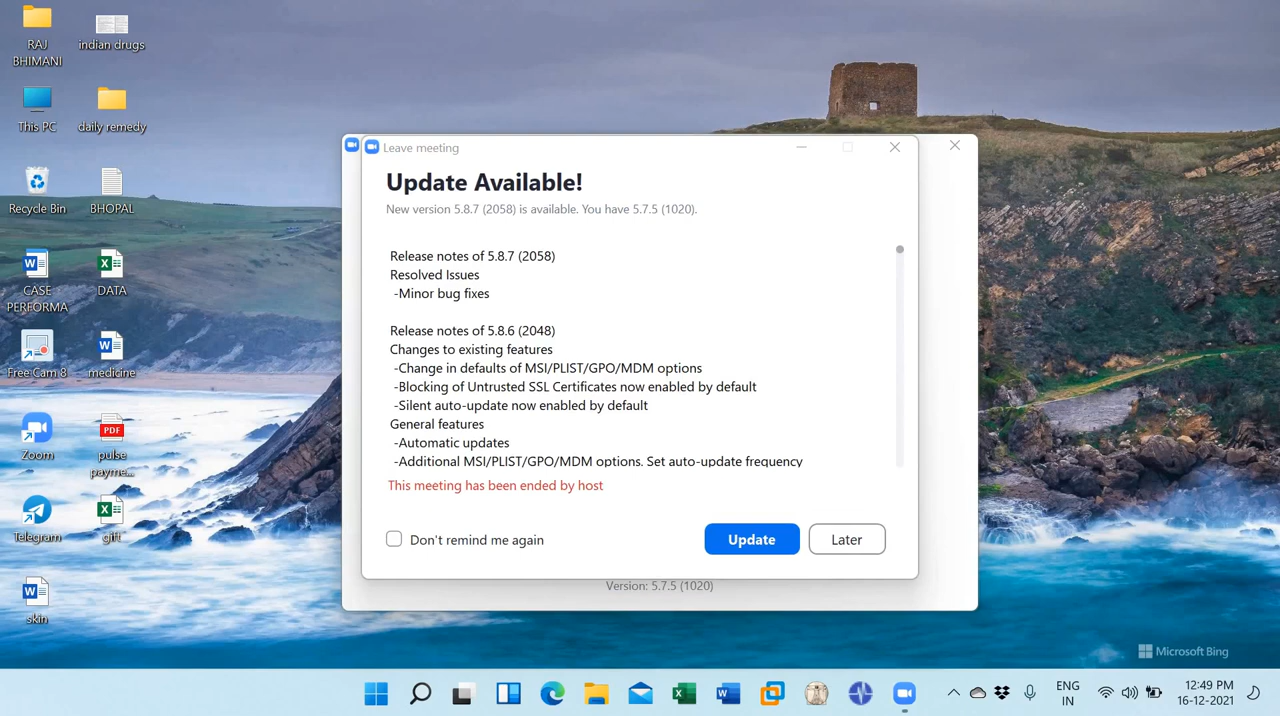 RAJ
BHIMANI
indian drugs
This PC
daily remedy
Recycle Bin
BHOPAL
CASE
PERFORMA
DATA
Free Cam 8
medicine
Zoom
PDF
pulse
payme...
Telegram
gift
skin
Leave meeting
Update Available!
New version 5.8.7 (2058) is available. You have 5.7.5 (1020).
Release notes of 5.8.7 (2058)
Resolved Issues
-Minor bug fixes
Release notes of 5.8.6 (2048)
Changes to existing features
-Change in defaults of MSI/PLIST/GPO/MDM options
-Blocking of Untrusted SSL Certificates now enabled by default
-Silent auto-update now enabled by default
General features
-Automatic updates
-Additional MSI/PLIST/GPO/MDM options. Set auto-update frequency
This meeting has been ended by host
Don't remind me again
Update
Later
Version: 5.7.5 (1020)
Microsoft Bing
ENG
IN
12:49 PM
16-12-2021